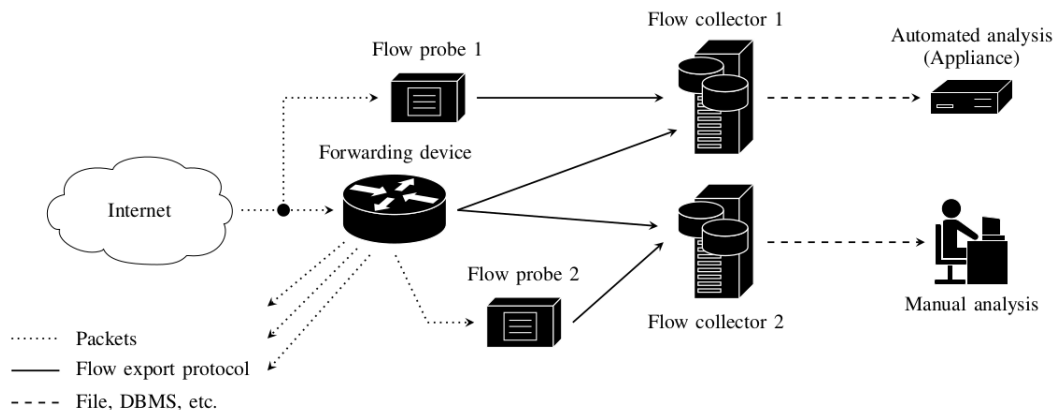 Flow collector 1
Automated analysis
(Appliance)
Flow probe 1
Forwarding device
Internet
Flow probe 2
Flow collector 2
Manual analysis
Packets
Flow export protocol
File, DBMS, etc.